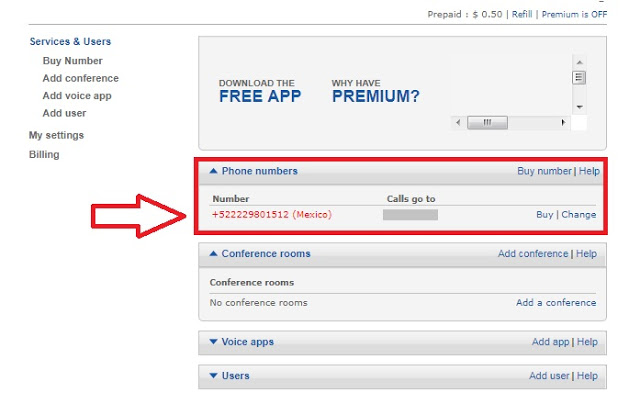 Prepaid : $ 0.50 | Refill | Premium is OFF
Services & Users
Buy Number
Add conference
Add voice app
Add user
My settings
Billing
DOWNLOAD THE
FREE APP
WHY HAVE
PREMIUM?
Phone numbers Buy number | Help
Number Calls go to
+522229801512 (Mexico) Buy | Change
Conference rooms Add conference | Help
Conference rooms
No conference rooms Add a conference
Voice apps Add app | Help
Users Add user | Help